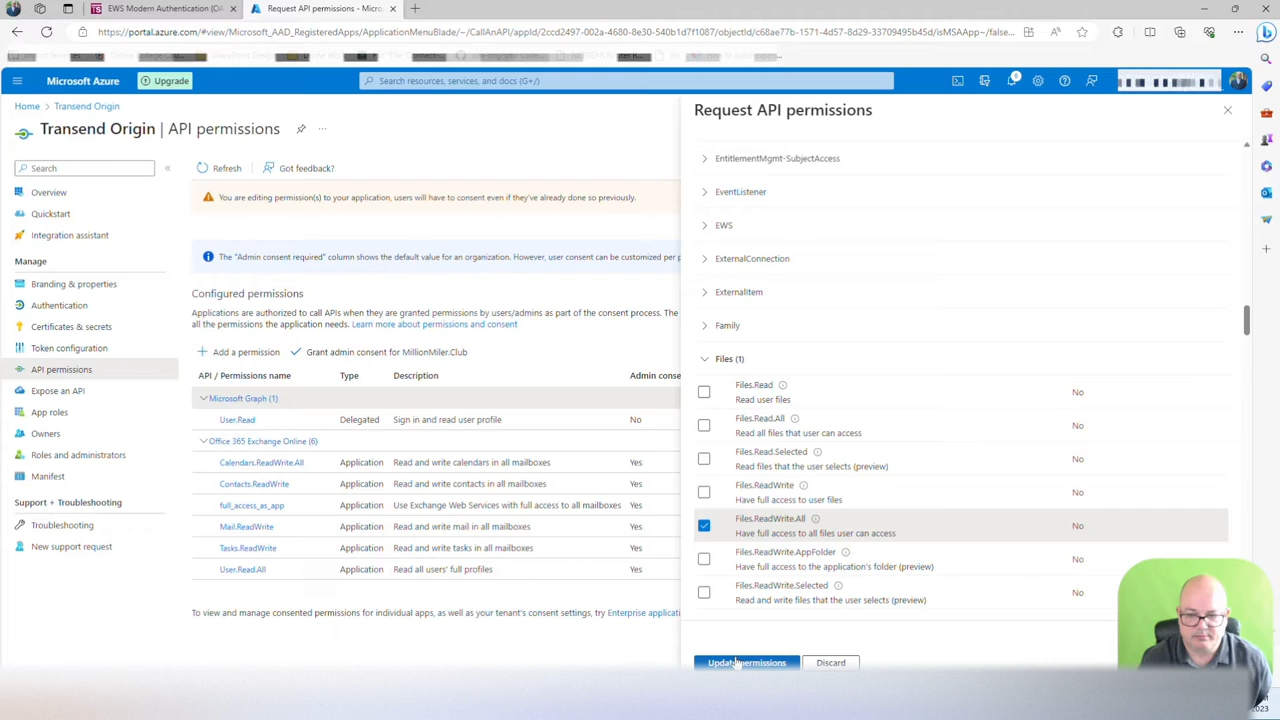 EWS Modern Authentication (OA
Request API permissions - Micro
https://portal.azure.com/#view/Microsoft_AAD_RegisteredApps/ApplicationMenuBlade/~/CallAnAPI/appId/2ccd2497-002a-4680-8e30-540b1d7f1087/objectId/c68ae77b-1571-4d57-8d29-33709495b45d/isMSAApp~/false...
Microsoft Azure
Upgrade
Search resources, services, and docs (G+/)
6
Home > Transend Origin
Transend Origin | API permissions
Search
Overview
Quickstart
Integration assistant
Manage
Branding & properties
Authentication
Certificates & secrets
Token configuration
API permissions
Expose an API
App roles
Owners
Roles and administrators
Manifest
Support + Troubleshooting
Troubleshooting
New support request
Refresh
Got feedback?
You are editing permission(s) to your application, users will have to consent even if they've already done so previously.
The "Admin consent required" column shows the default value for an organization. However, user consent can be customized per p
Configured permissions
Applications are authorized to call APIs when they are granted permissions by users/admins as part of the consent process. The
all the permissions the application needs. Learn more about permissions and consent
Add a permission
Grant admin consent for MillionMiler.Club
API / Permissions name Type Description Admin conse
Microsoft Graph (1)
User.Read Delegated Sign in and read user profile No
Office 365 Exchange Online (6)
Calendars.ReadWrite.All Application Read and write calendars in all mailboxes Yes
Contacts.ReadWrite Application Read and write contacts in all mailboxes Yes
full_access_as_app Application Use Exchange Web Services with full access to all mailboxes Yes
Mail.ReadWrite Application Read and write mail in all mailboxes Yes
Tasks.ReadWrite Application Read and write tasks in all mailboxes Yes
User.Read.All Application Read all users' full profiles Yes
To view and manage consented permissions for individual apps, as well as your tenant's consent settings, try Enterprise applicati
Request API permissions
EntitlementMgmt-SubjectAccess
EventListener
EWS
ExternalConnection
ExternalItem
Family
Files (1)
Files.Read
Read user files
No
Files.Read.All
Read all files that user can access
No
Files.Read.Selected
Read files that the user selects (preview)
No
Files.ReadWrite
Have full access to user files
No
Files.ReadWrite.All
Have full access to all files user can access
No
Files.ReadWrite.AppFolder
Have full access to the application's folder (preview)
No
Files.ReadWrite.Selected
Read and write files that the user selects (preview)
No
Update permissions
Discard